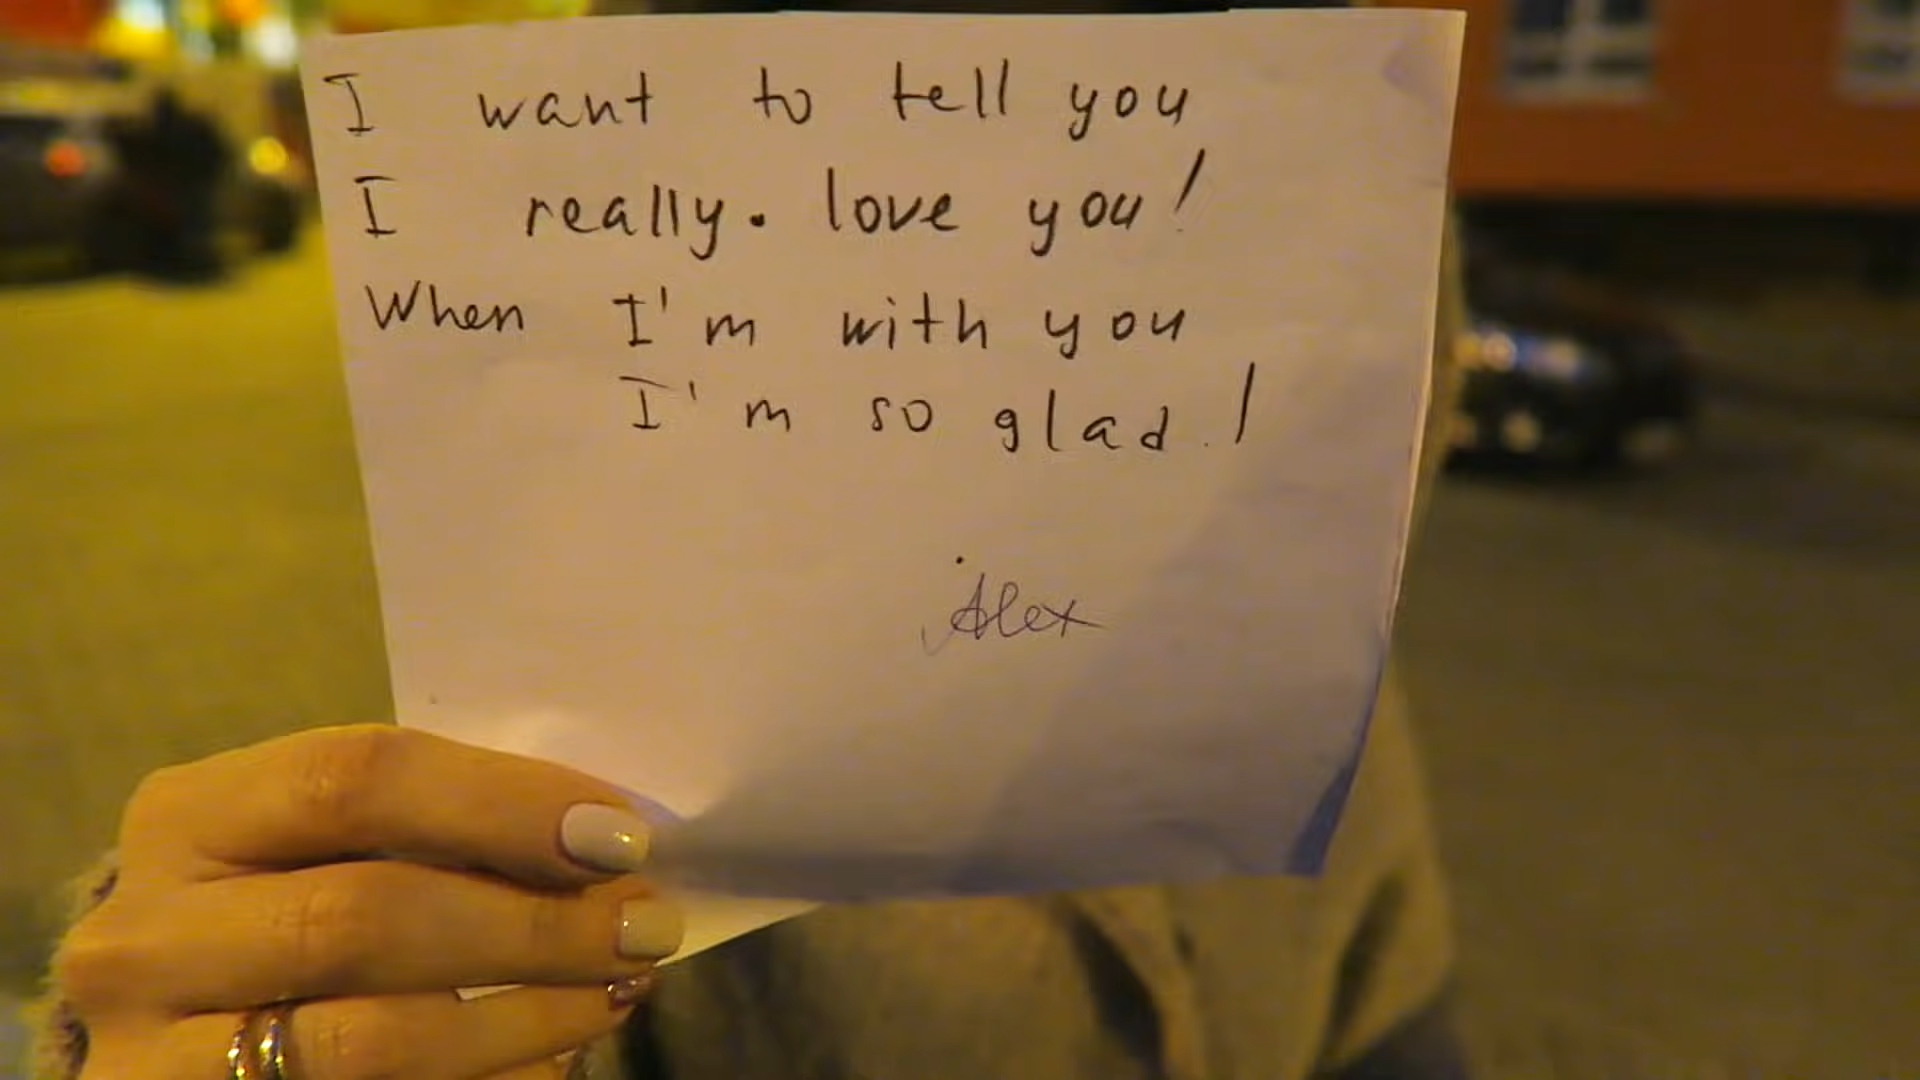 I want to tell you
I really. love you!
When I'm with you
I'm so glad!
Alex